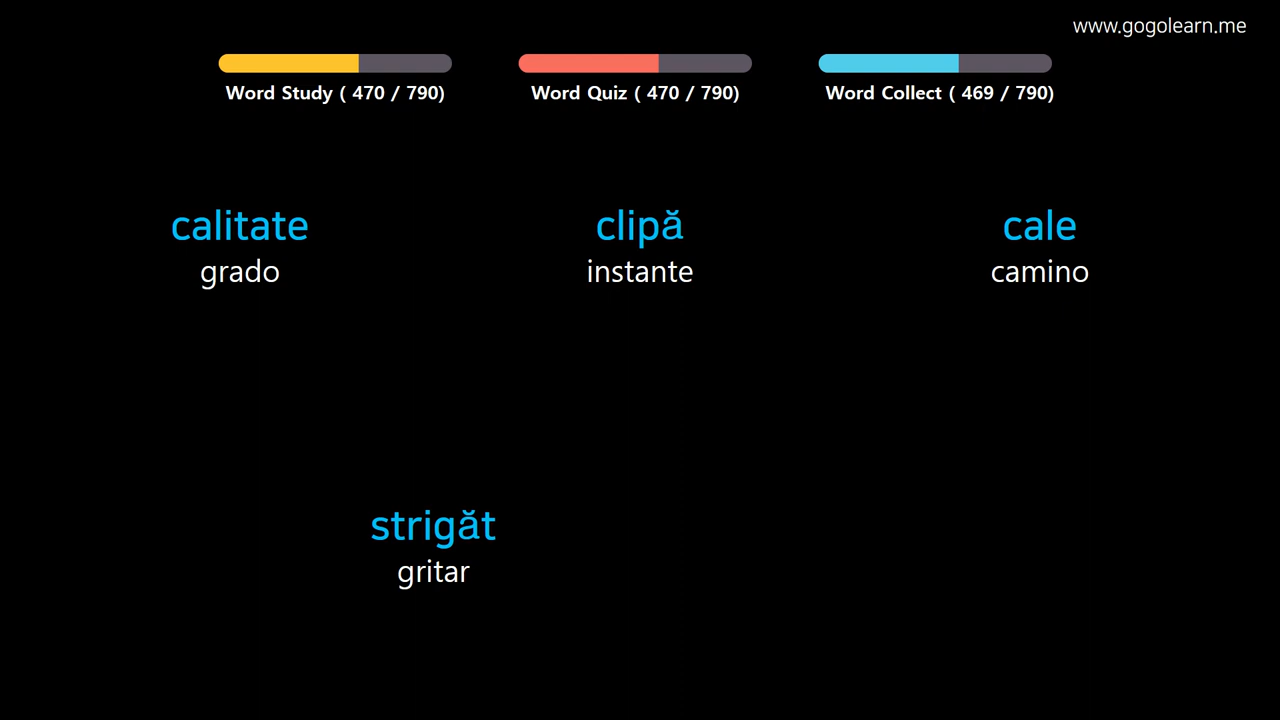 www.gogolearn.me
Word Study ( 470 / 790)
Word Quiz ( 470 / 790)
Word Collect ( 469 / 790)
calitate
grado
clipă
instante
cale
camino
strigăt
gritar